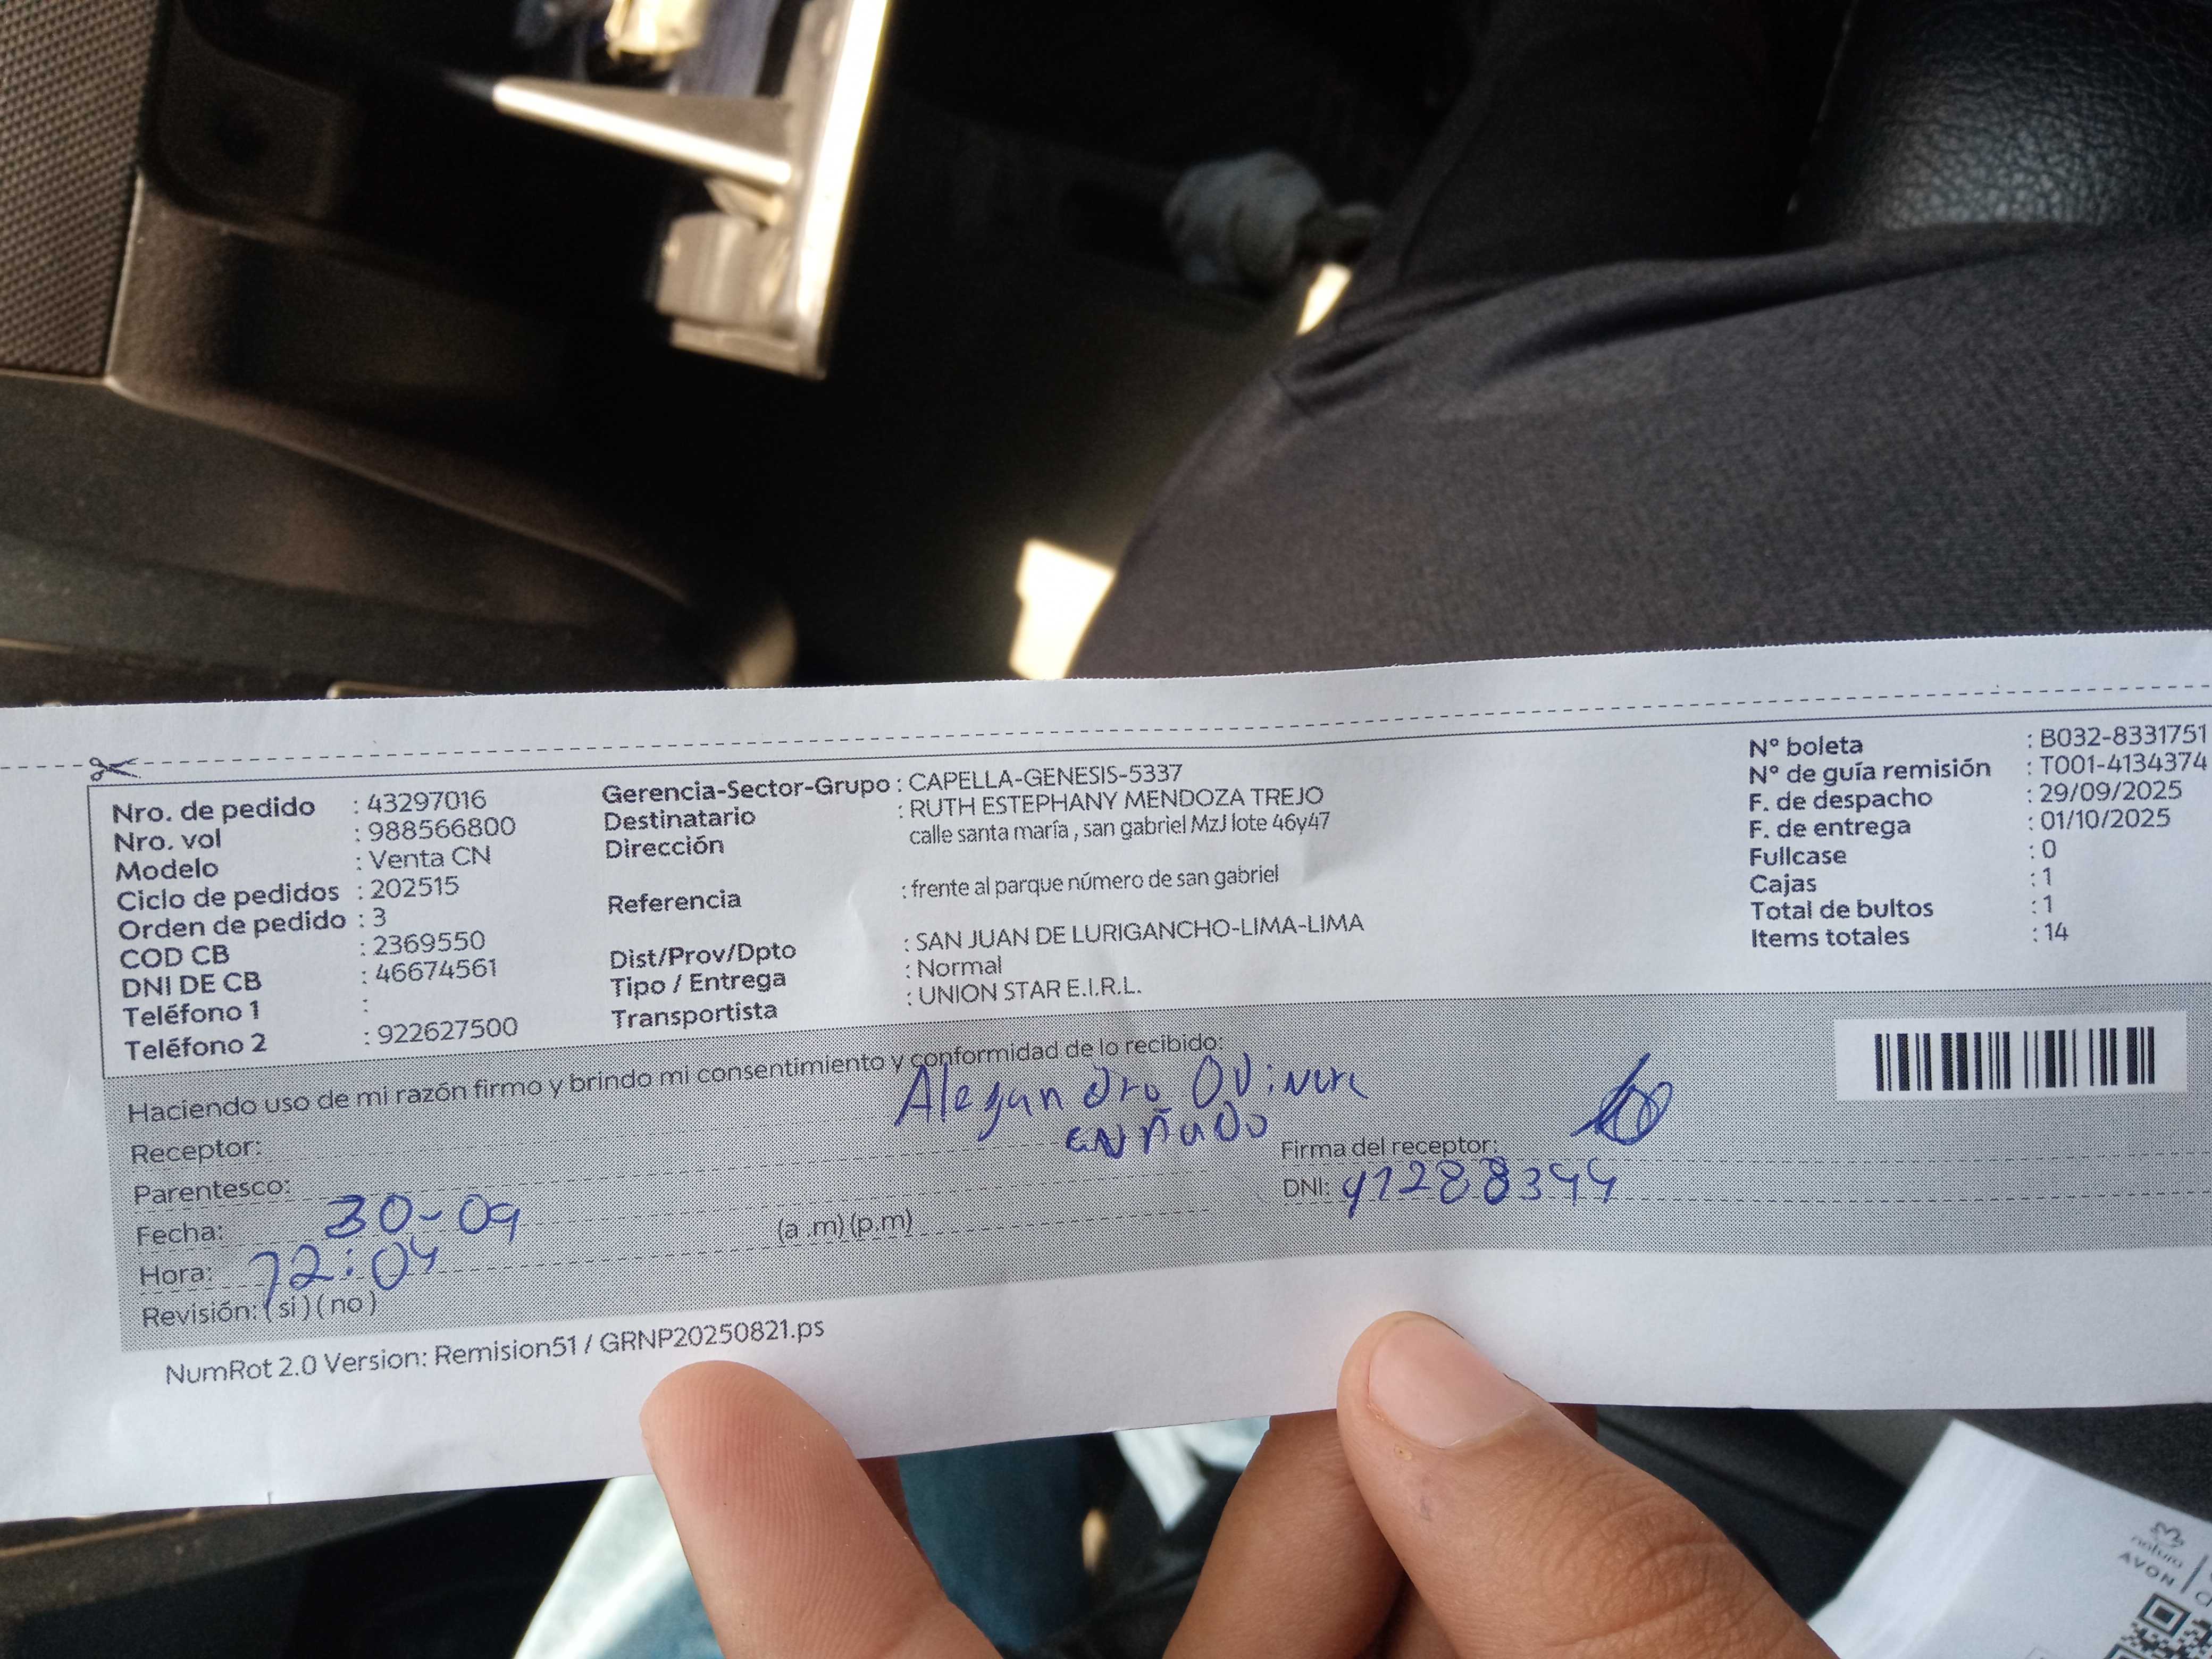 Nro. de pedido : 43297016
Nro. vol : 988566800
Modelo : Venta CN
Ciclo de pedidos : 202515
Orden de pedido : 3
COD CB : 2369550
DNI DE CB : 46674561
Teléfono 1 :
Teléfono 2 : 922627500
Gerencia-Sector-Grupo : CAPELLA-GENESIS-5337
Destinatario : RUTH ESTEPHANY MENDOZA TREJO
Dirección calle santa maría , san gabriel MzJ lote 46y47
Referencia : frente al parque número de san gabriel
Dist/Prov/Dpto : SAN JUAN DE LURIGANCHO-LIMA-LIMA
Tipo / Entrega : Normal
Transportista : UNION STAR E.I.R.L.
N° boleta : B032-8331751
N° de guía remisión : T001-4134374
F. de despacho : 29/09/2025
F. de entrega : 01/10/2025
Fullcase : 0
Cajas : 1
Total de bultos : 1
Items totales : 14
Haciendo uso de mi razón firmo y brindo mi consentimiento y conformidad de lo recibido:
Receptor: Alegandro
Parentesco:
Firma del receptor:
DNI: 41288344
Fecha: 30-09
Hora: 12:04 (a .m) (p.m)
Revisión: ( si ) ( no )
NumRot 2.0 Version: Remision51 / GRNP20250821.ps
natura
AVON